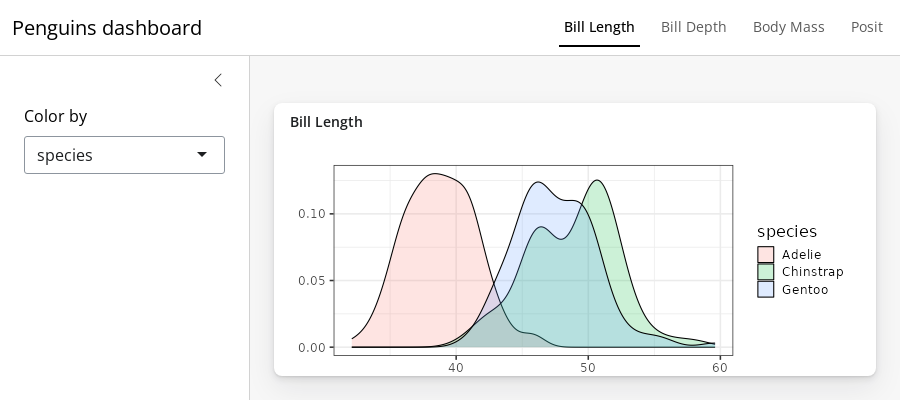 Penguins dashboard
Bill Length Bill Depth Body Mass Posit
Color by
species
Bill Length
0.10
0.05
0.00
40 50 60
species
Adelie
Chinstrap
Gentoo